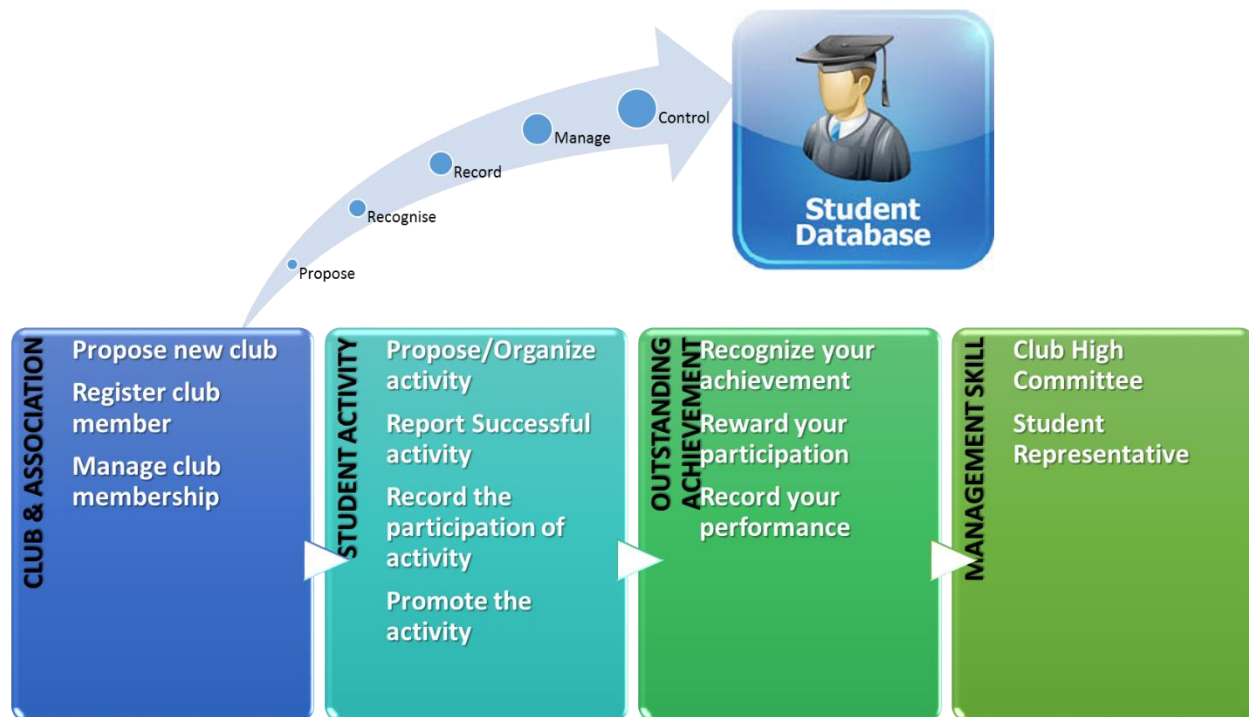 Control
Manage
Record
Recognise
Propose
Student
Database
CLUB & ASSOCIATION
Propose new club
Register club
member
Manage club
membership
STUDENT ACTIVITY
Propose/Organize
activity
Report Successful
activity
Record the
participation of
activity
Promote the
activity
OUTSTANDING
ACHIEVEMENT
Recognize your
achievement
Reward your
participation
Record your
performance
MANAGEMENT SKILL
Club High
Committee
Student
Representative